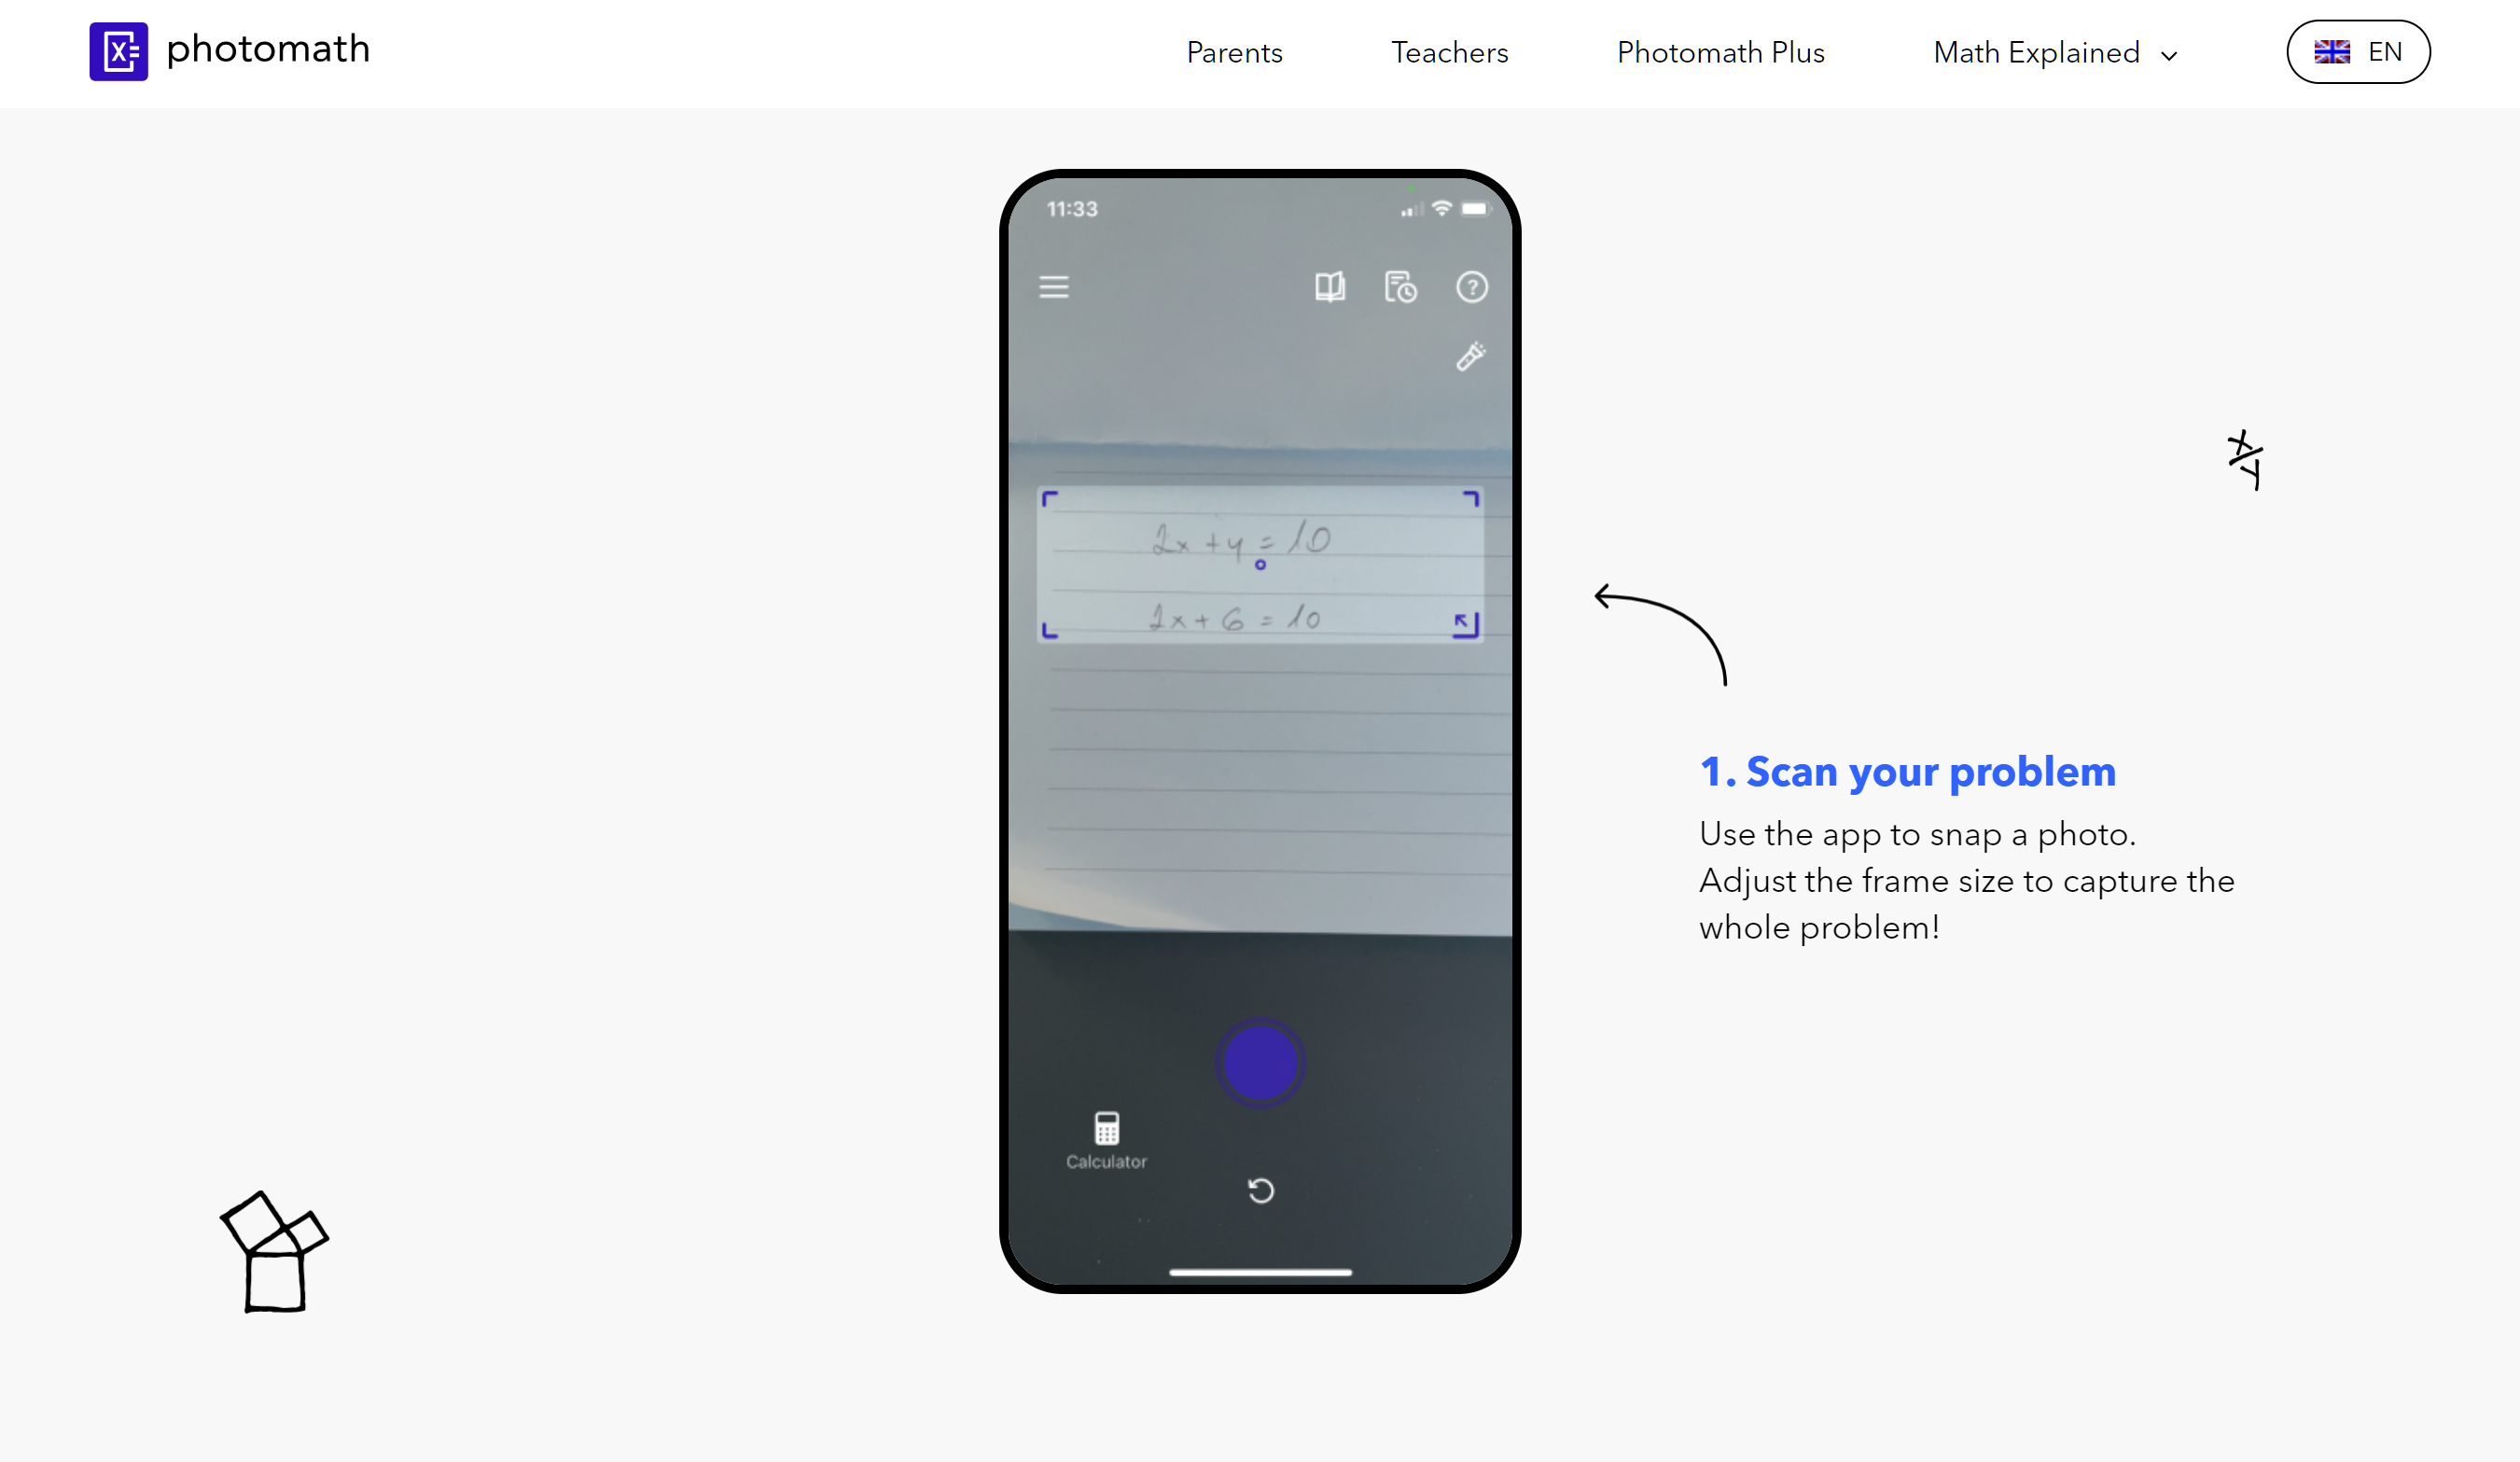 photomath
Parents
Teachers
Photomath Plus
Math Explained
EN
11:33
2x + y = 10
2x + 6 = 10
1. Scan your problem
Use the app to snap a photo.
Adjust the frame size to capture the
whole problem!
Calculator